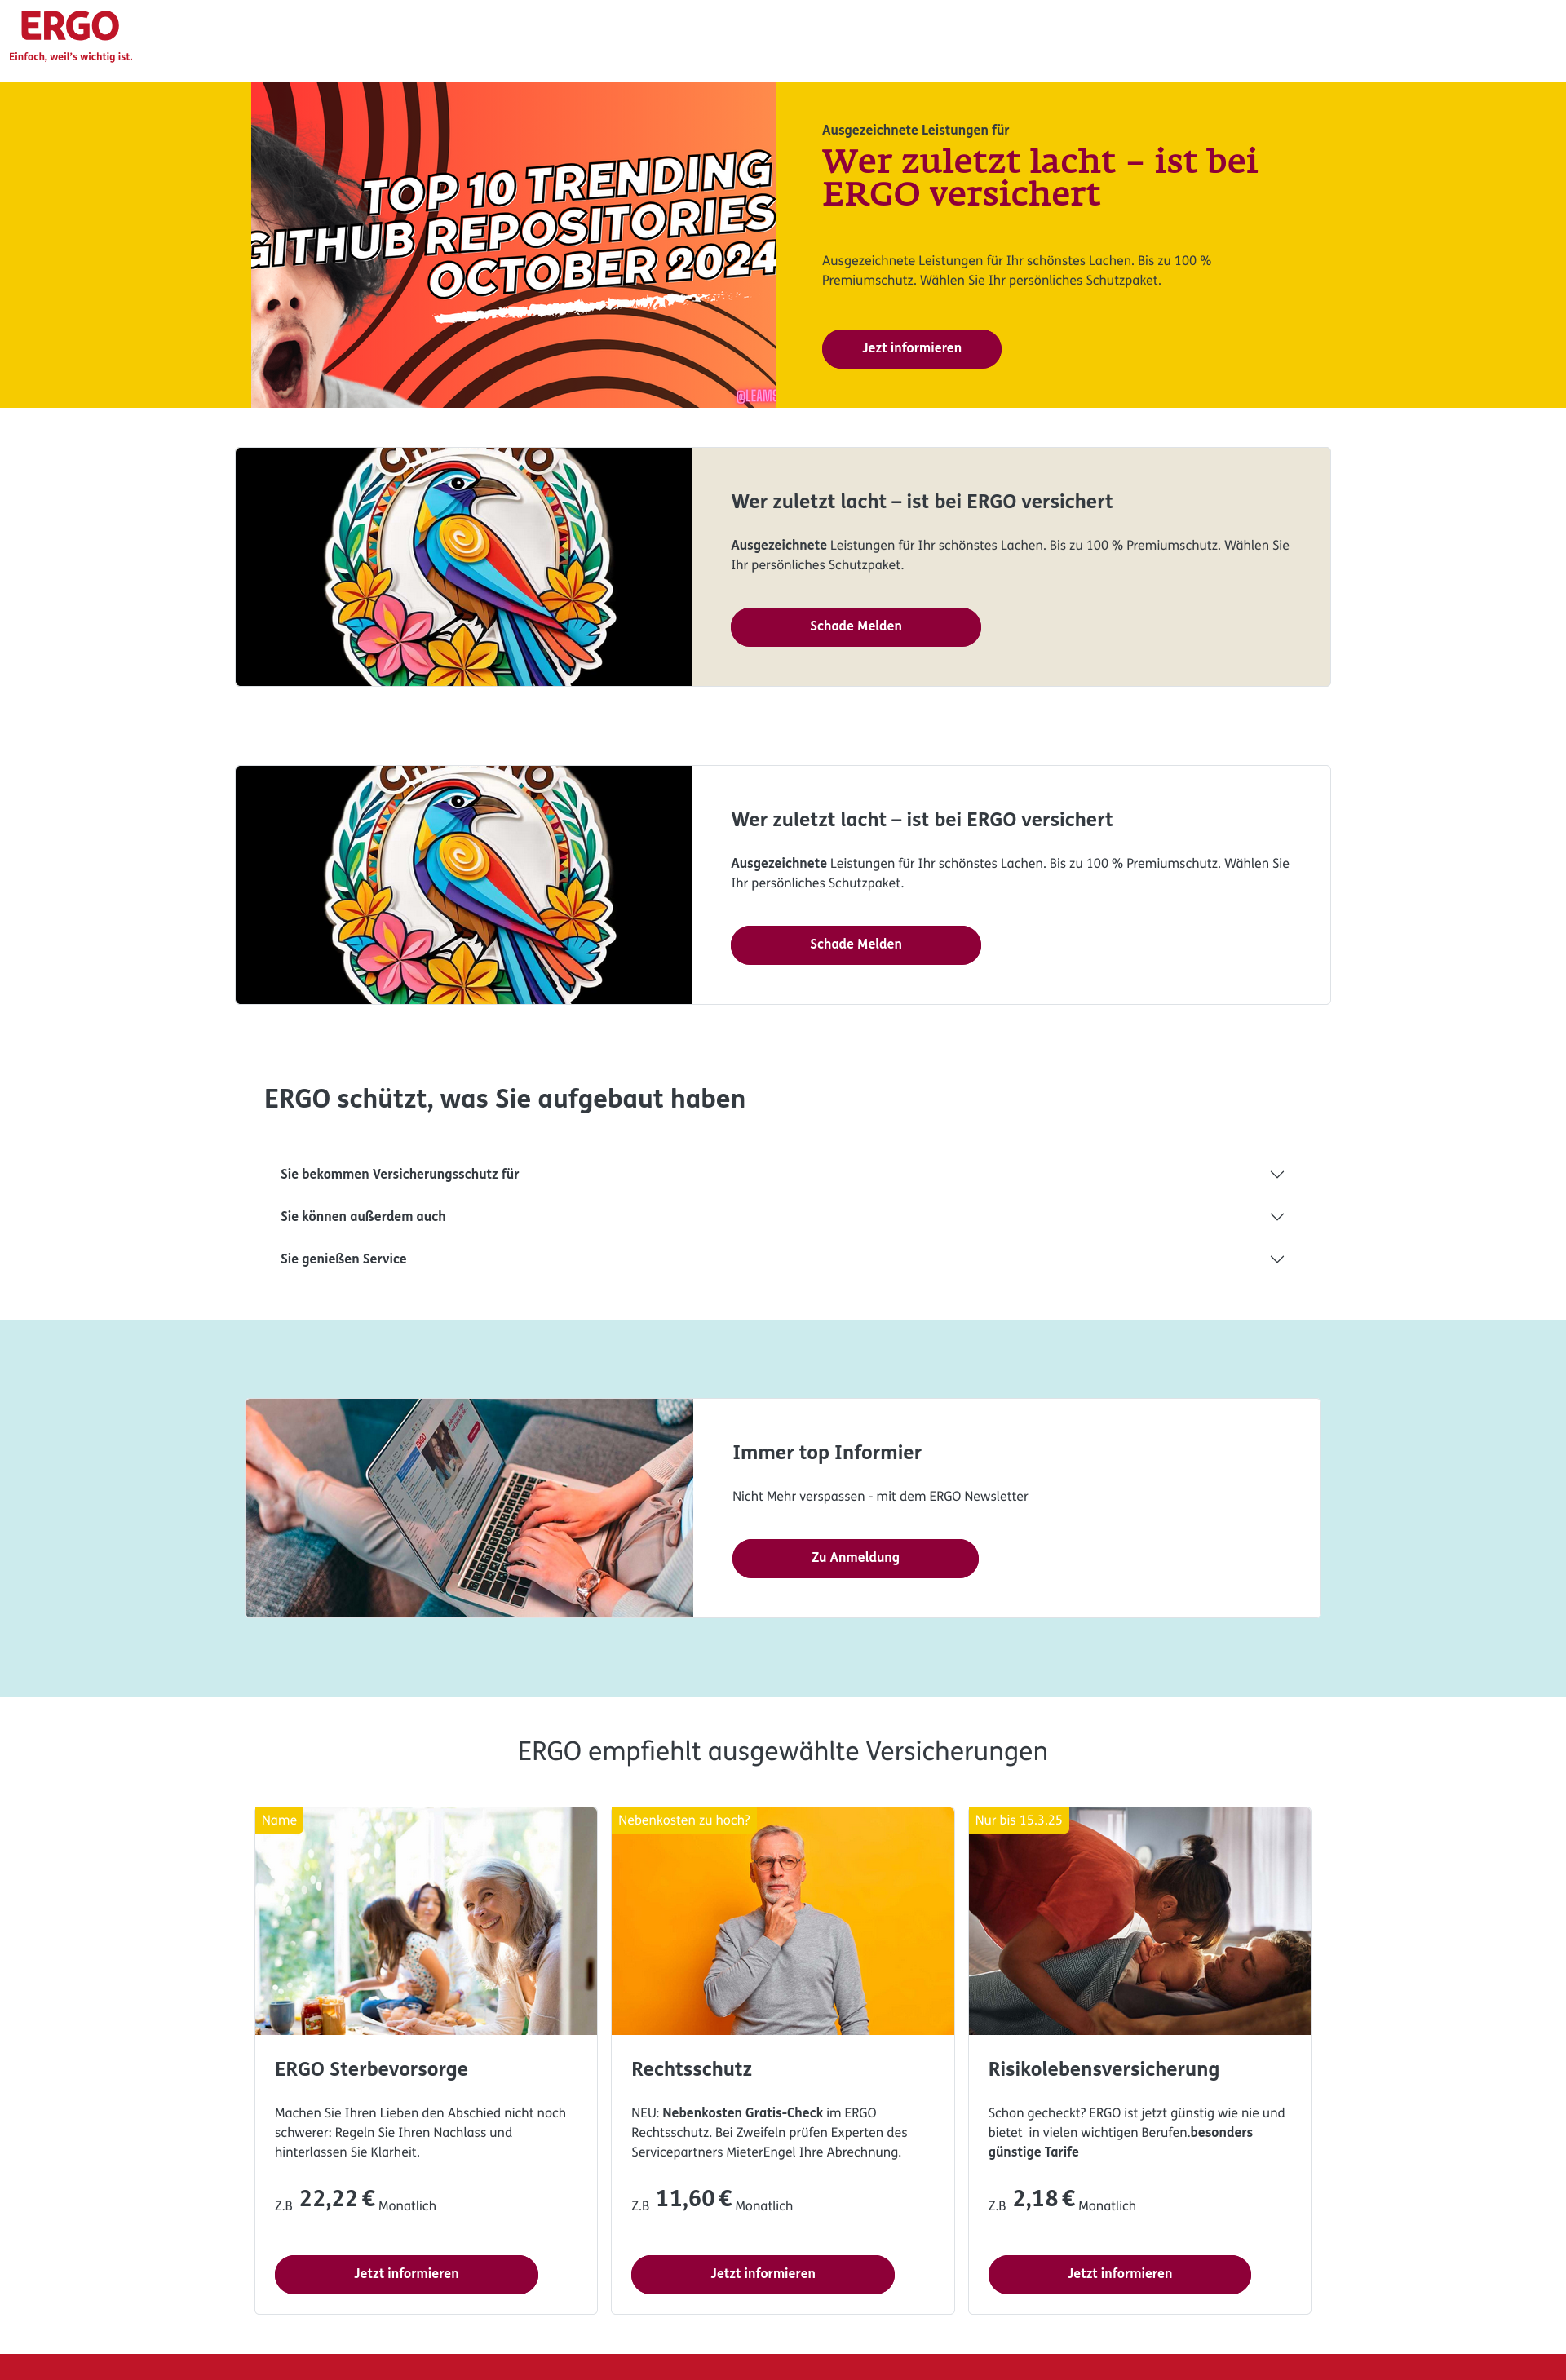 ERGO
Einfach, weil's wichtig ist.
TOP 10 TRENDING
GITHUB REPOSITORIES
OCTOBER 2024
@LEAMS
Ausgezeichnete Leistungen für
Wer zuletzt lacht – ist bei
ERGO versichert
Ausgezeichnete Leistungen für Ihr schönstes Lachen. Bis zu 100 %
Premiumschutz. Wählen Sie Ihr persönliches Schutzpaket.
Jezt informieren
Wer zuletzt lacht – ist bei ERGO versichert
Ausgezeichnete Leistungen für Ihr schönstes Lachen. Bis zu 100 % Premiumschutz. Wählen Sie
Ihr persönliches Schutzpaket.
Schade Melden
Wer zuletzt lacht – ist bei ERGO versichert
Ausgezeichnete Leistungen für Ihr schönstes Lachen. Bis zu 100 % Premiumschutz. Wählen Sie
Ihr persönliches Schutzpaket.
Schade Melden
ERGO schützt, was Sie aufgebaut haben
Sie bekommen Versicherungsschutz für
Sie können außerdem auch
Sie genießen Service
ERGO
Immer top Informier
Nicht Mehr verspassen - mit dem ERGO Newsletter
Zu Anmeldung
ERGO empfiehlt ausgewählte Versicherungen
Name
ERGO Sterbevorsorge
Machen Sie Ihren Lieben den Abschied nicht noch
schwerer: Regeln Sie Ihren Nachlass und
hinterlassen Sie Klarheit.
Z.B 22,22 € Monatlich
Jetzt informieren
Nebenkosten zu hoch?
Rechtsschutz
NEU: Nebenkosten Gratis-Check im ERGO
Rechtsschutz. Bei Zweifeln prüfen Experten des
Servicepartners MieterEngel Ihre Abrechnung.
Z.B 11,60 € Monatlich
Jetzt informieren
Nur bis 15.3.25
Risikolebensversicherung
Schon gecheckt? ERGO ist jetzt günstig wie nie und
bietet in vielen wichtigen Berufen.besonders
günstige Tarife
Z.B 2,18 € Monatlich
Jetzt informieren